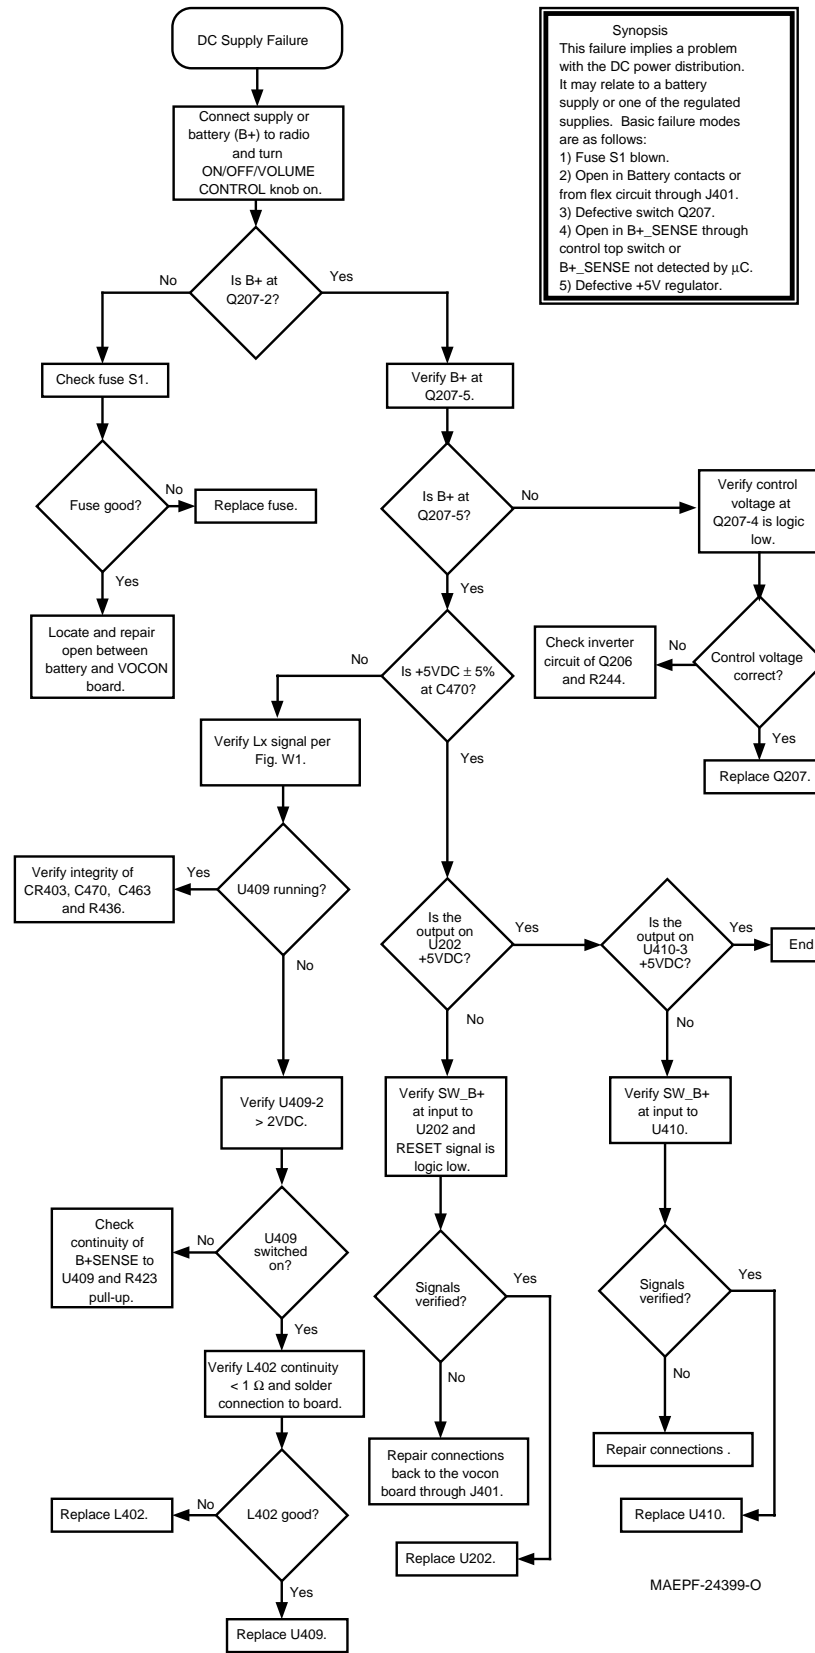 DC Supply Failure
Synopsis
This failure implies a problem
with the DC power distribution.
It may relate to a battery
supply or one of the regulated
supplies. Basic failure modes
are as follows:
1) Fuse S1 blown.
2) Open in Battery contacts or
from flex circuit through J401.
3) Defective switch Q207.
4) Open in B+_SENSE through
control top switch or
B+_SENSE not detected by µC.
5) Defective +5V regulator.
Connect supply or
battery (B+) to radio
and turn
ON/OFF/VOLUME
CONTROL knob on.
No
Is B+ at
Q207-2?
Yes
Check fuse S1.
Verify B+ at
Q207-5.
Fuse good?
No
Replace fuse.
Yes
Locate and repair
open between
battery and VOCON
board.
Is B+ at
Q207-5?
No
Verify control
voltage at
Q207-4 is logic
low.
Yes
Check inverter
circuit of Q206
and R244.
No
Control voltage
correct?
Yes
Replace Q207.
No
Is +5VDC ± 5%
at C470?
Yes
Verify Lx signal per
Fig. W1.
Verify integrity of
CR403, C470, C463
and R436.
Yes
U409 running?
No
Is the
output on
U202
+5VDC?
Yes
Is the
output on
U410-3
+5VDC?
Yes
End
No
No
Verify U409-2
> 2VDC.
Verify SW_B+
at input to
U202 and
RESET signal is
logic low.
Verify SW_B+
at input to
U410.
Check
continuity of
B+SENSE to
U409 and R423
pull-up.
No
U409
switched
on?
Yes
Signals
verified?
Yes
No
Signals
verified?
Yes
No
Verify L402 continuity
< 1 Ω and solder
connection to board.
Repair connections
back to the vocon
board through J401.
Repair connections .
Replace L402.
No
L402 good?
Yes
Replace U410.
Replace U202.
Replace U409.
MAEPF-24399-O